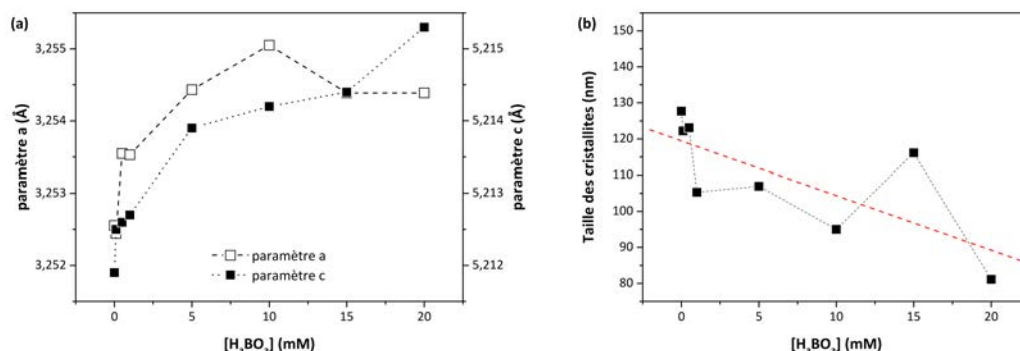 (a)
3,255
3,254
3,253
3,252
paramètre a (Å)
5,215
5,214
5,213
5,212
paramètre c (Å)
paramètre a
paramètre c
0 5 10 15 20
[H₃BO₃] (mM)
(b)
150
140
130
120
110
100
90
80
Taille des cristallites (nm)
0 5 10 15 20
[H₃BO₃] (mM)